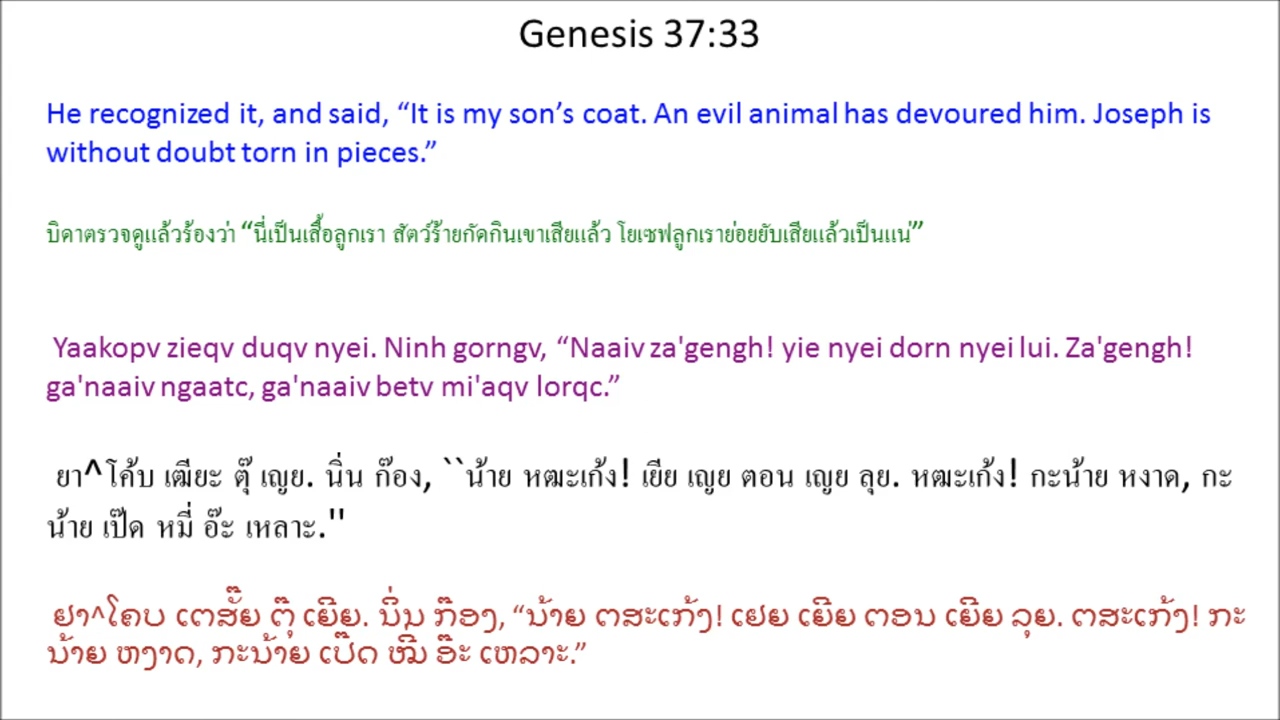 Genesis 37:33
He recognized it, and said, “It is my son’s coat. An evil animal has devoured him. Joseph is
without doubt torn in pieces.”
บิดาตรวจดูแล้วร้องว่า “นี่เป็นเสื้อลูกเรา สัตว์ร้ายกัดกินเขาเสียแล้ว โยเซฟลูกเราย่อยยับเสียแล้วเป็นแน่”
Yaakopv zieqv duqv nyei. Ninh gorngv, “Naaiv za'gengh! yie nyei dorn nyei lui. Za'gengh!
ga'naaiv ngaatc, ga'naaiv betv mi'aqv lorqc.”
ยา^โค้บ เฒียะ ตุ๊ เญย. นิ่น ก๊อง, ``น้าย หฒะเก้ง! เยีย เญย ตอน เญย ลุย. หฒะเก้ง! กะน้าย หงาด, กะ
น้าย เป๊ด หมี่ อ๊ะ เหลาะ."
ຢາ^ໂຄບ ເຕສັ໊ຍ ຕຸ໊ ເຍີຍ. ນິ່ນ ກ໊ອງ, “ນ້າຍ ຕສະເກ້ງ! ເຢຍ ເຍີຍ ຕອນ ເຍີຍ ລຸຍ. ຕສະເກ້ງ! ກະ
ນ້າຍ ຫງາດ, ກະນ້າຍ ເປ໊ດ ໝີ ອ໊ະ ເຫລາະ.”